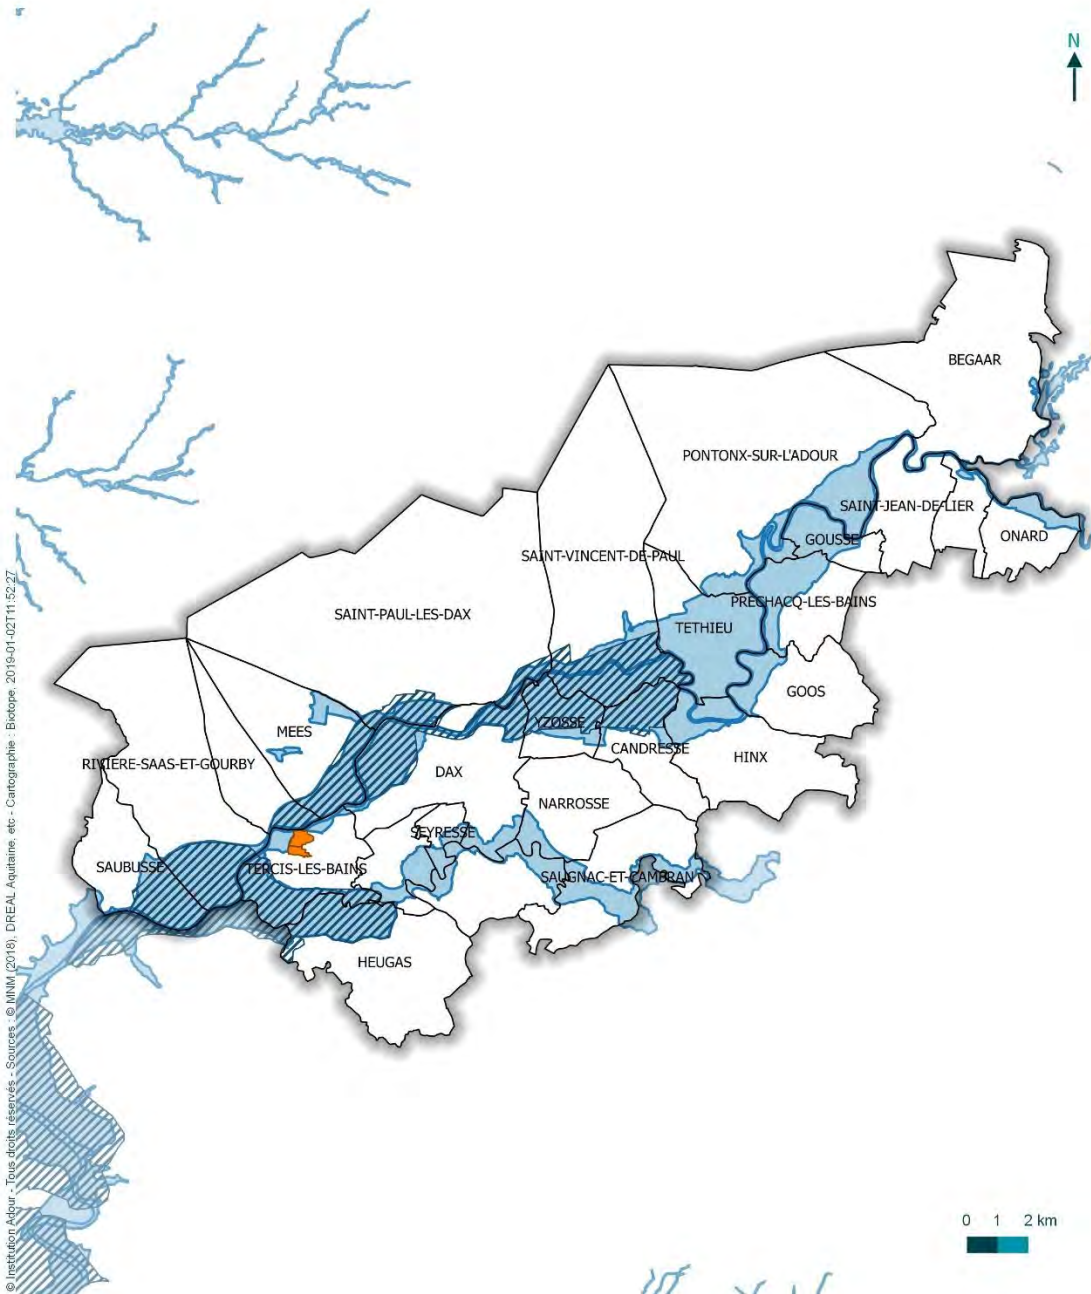 N
BEGAAR
PONTONX-SUR-L'ADOUR
SAINT-JEAN-DE-LIER
GOUSSE
ONARD
SAINT-VINCENT-DE-PAUL
PRECHACQ-LES-BAINS
SAINT-PAUL-LES-DAX
TETHIEU
GOOS
MEES
YZOSSE
CANDRESSE
HINX
RIVIERE-SAAS-ET-GOURBY
DAX
NARROSSE
SEYRESSE
SAUBUSSE
TERCIS-LES-BAINS
SAUGNAC-ET-CAMBRAN
HEUGAS
0 1 2 km
© Institution Adour - Tous droits réservés - Sources : © MNM (2018), DREAL Aquitaine, etc - Cartographie : Biotope, 2019-01-02T11:52:27